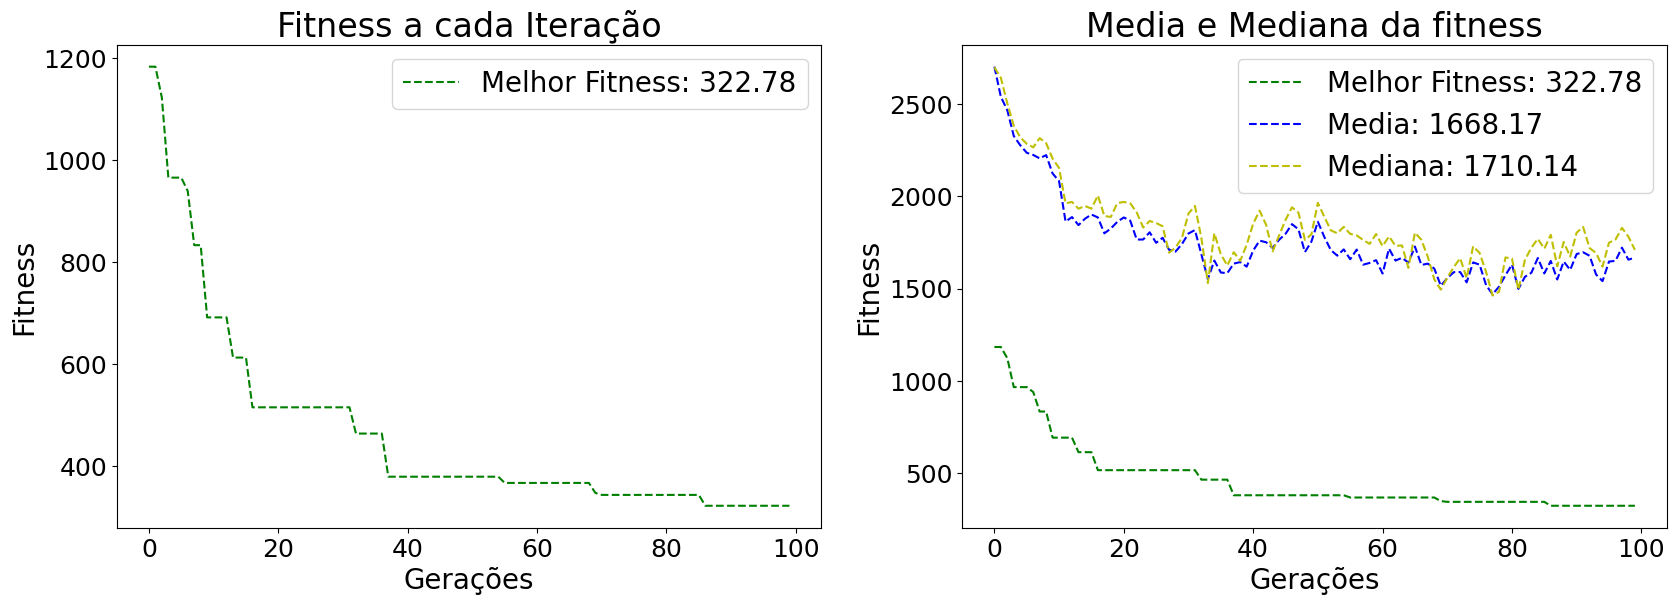 Fitness a cada Iteração
Melhor Fitness: 322.78
1200
1000
800
600
400
Fitness
0 20 40 60 80 100
Gerações
Media e Mediana da fitness
Melhor Fitness: 322.78
Media: 1668.17
Mediana: 1710.14
2500
2000
1500
1000
500
Fitness
0 20 40 60 80 100
Gerações